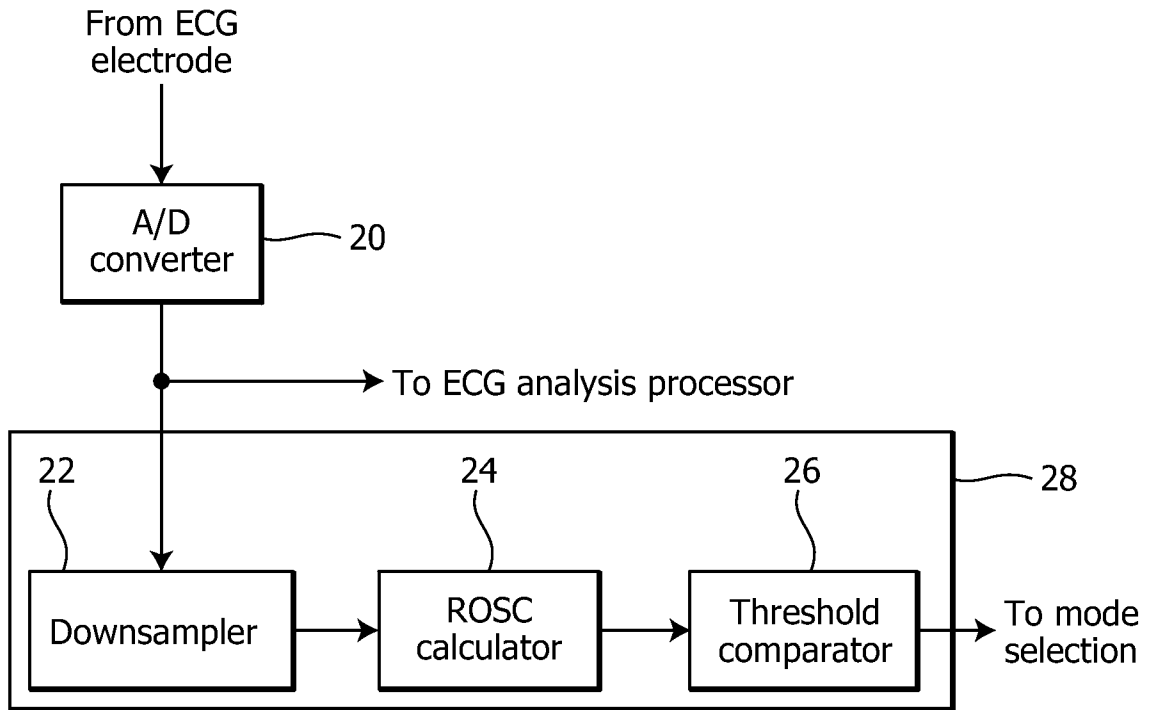 From ECG
electrode
A/D
converter
20
To ECG analysis processor
22
24
26
28
Downsampler
ROSC
calculator
Threshold
comparator
To mode
selection